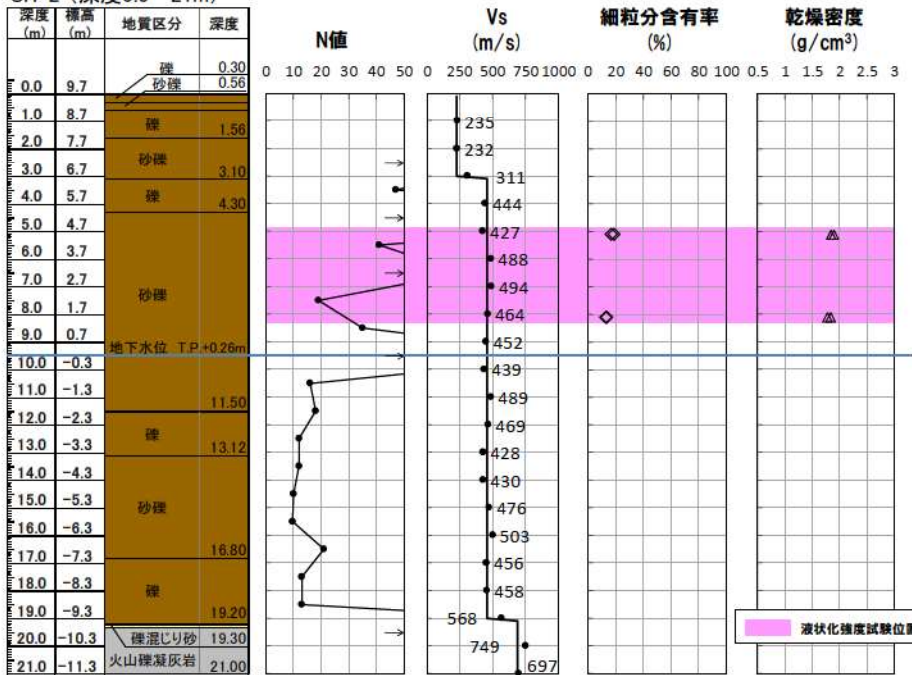 深度 標高 地質区分 深度
(m) (m)
N値
Vs
(m/s)
細粒分含有率
(%)
乾燥密度
(g/cm³)
礫 0.30
砂礫 0.56
0 10 20 30 40 50
0 250 500 750 1000
0 20 40 60 80 100
0.5 1 1.5 2 2.5 3
0.0 9.7
1.0 8.7 礫 1.56 235
2.0 7.7 232
3.0 6.7 砂礫 3.10 311
4.0 5.7 礫 4.30 444
5.0 4.7 427
6.0 3.7 488
7.0 2.7 砂礫 494
8.0 1.7 464
9.0 0.7 452
地下水位 T.P.+0.26m
10.0 -0.3 439
11.0 -1.3 11.50 489
12.0 -2.3 469
13.0 -3.3 礫 13.12 428
14.0 -4.3 430
15.0 -5.3 砂礫 476
16.0 -6.3 503
17.0 -7.3 16.80 456
18.0 -8.3 礫 458
19.0 -9.3 19.20 568
20.0 -10.3 礫混じり砂 19.30 749
21.0 -11.3 火山礫凝灰岩 21.00 697
液状化強度試験位置